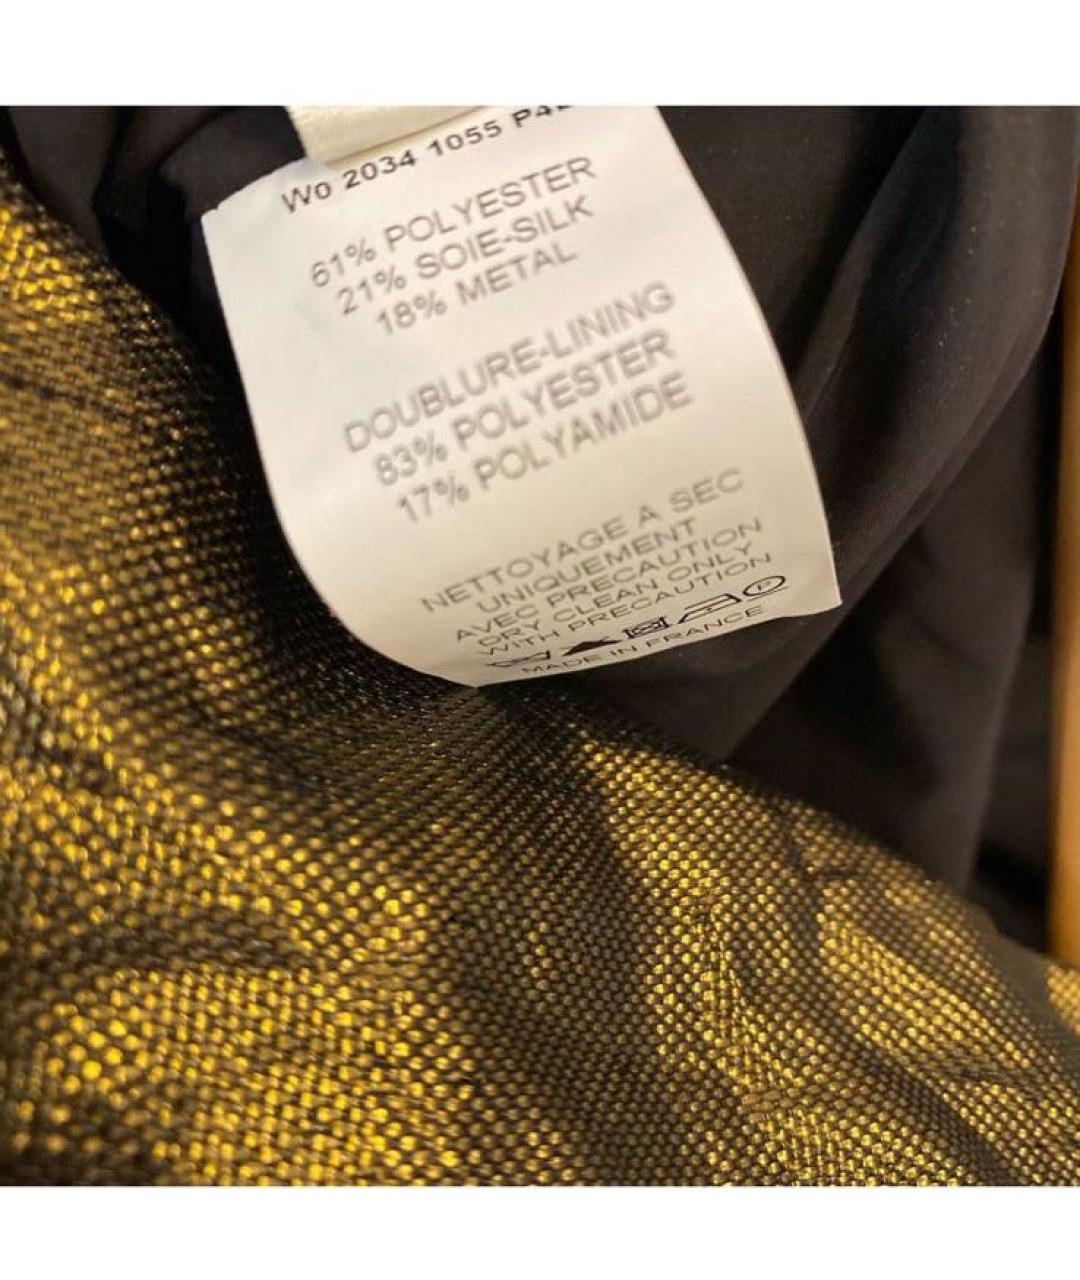 Wo 2034 1055
61% POLYESTER
21% SOIE-SILK
18% METAL
DOUBLURE-LINING
83% POLYESTER
17% POLYAMIDE
NETTOYAGE A SEC
UNIQUEMENT
AVEC PRECAUTION
DRY CLEAN ONLY
WITH PRECAUTION
P
MADE IN FRANCE